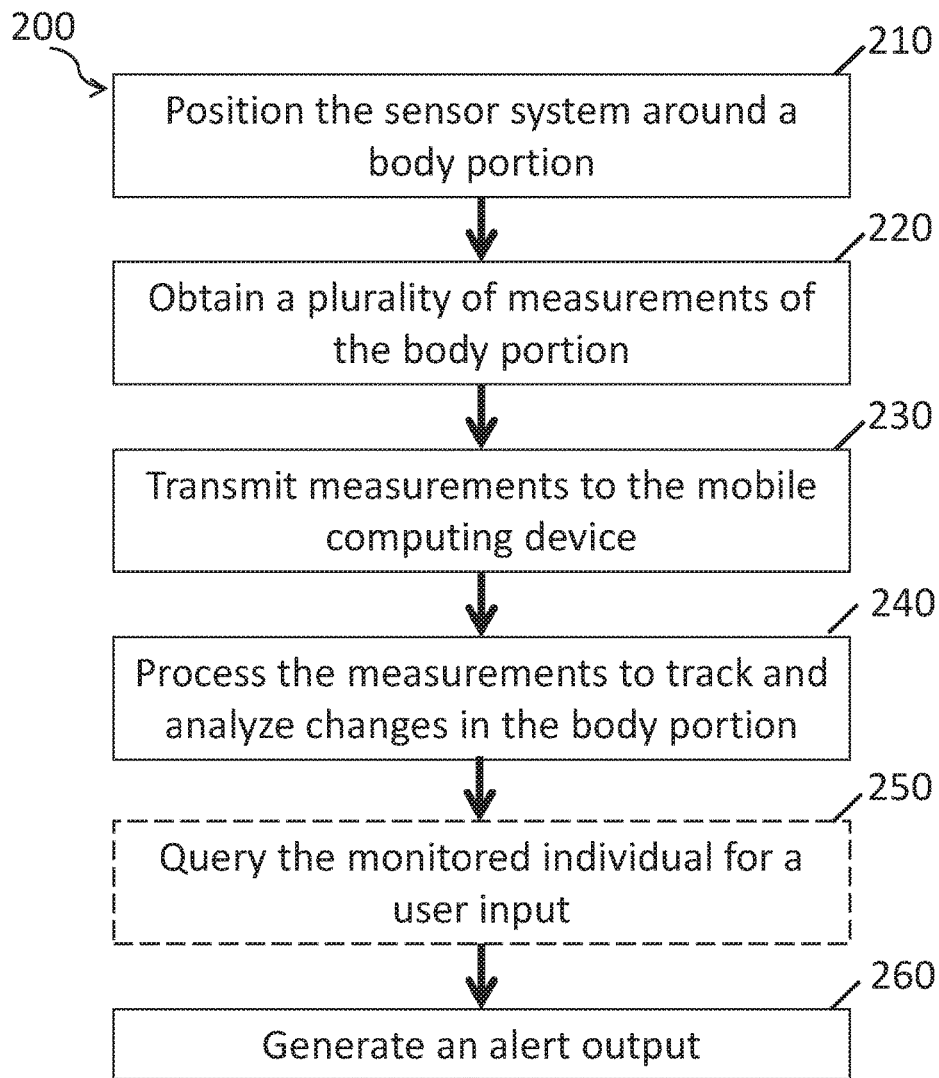 200
210
Position the sensor system around a
body portion
220
Obtain a plurality of measurements of
the body portion
230
Transmit measurements to the mobile
computing device
240
Process the measurements to track and
analyze changes in the body portion
250
Query the monitored individual for a
user input
260
Generate an alert output